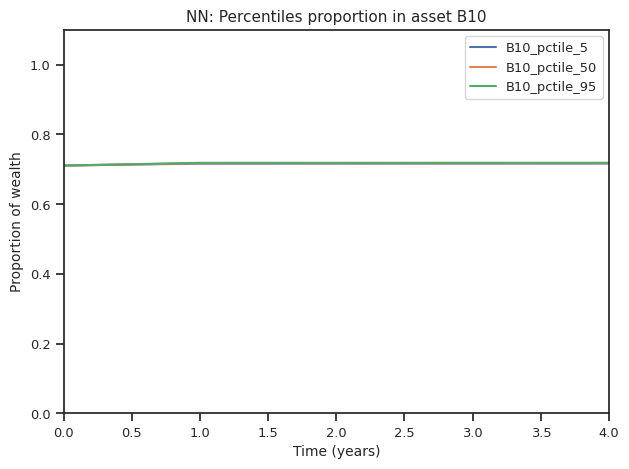 NN: Percentiles proportion in asset B10
B10_pctile_5
B10_pctile_50
B10_pctile_95
1.0
0.8
0.6
0.4
0.2
0.0
Proportion of wealth
0.0 0.5 1.0 1.5 2.0 2.5 3.0 3.5 4.0
Time (years)